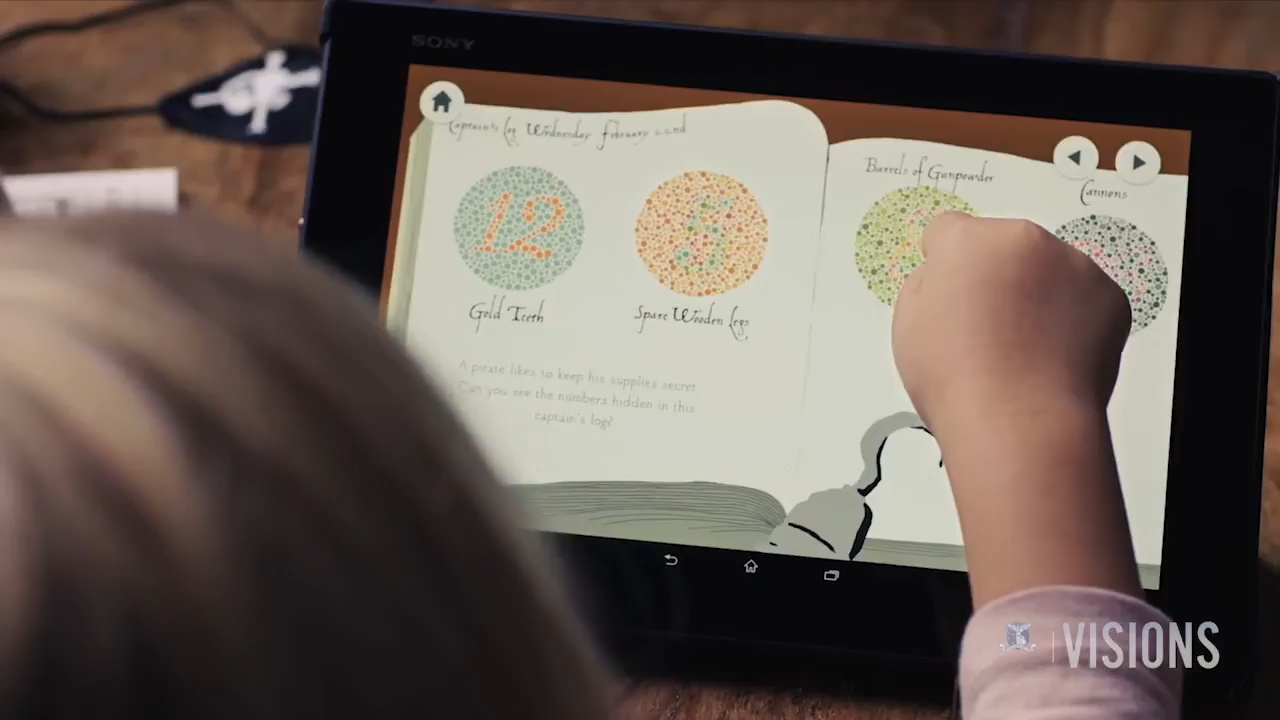 SONY
Captain's Log Wednesday February 22nd
12
5
Gold Teeth
Spare Wooden Legs
A pirate likes to keep his supplies secret.
Can you see the numbers hidden in this
captain's log?
Barrels of Gunpowder
Cannons
VISIONS